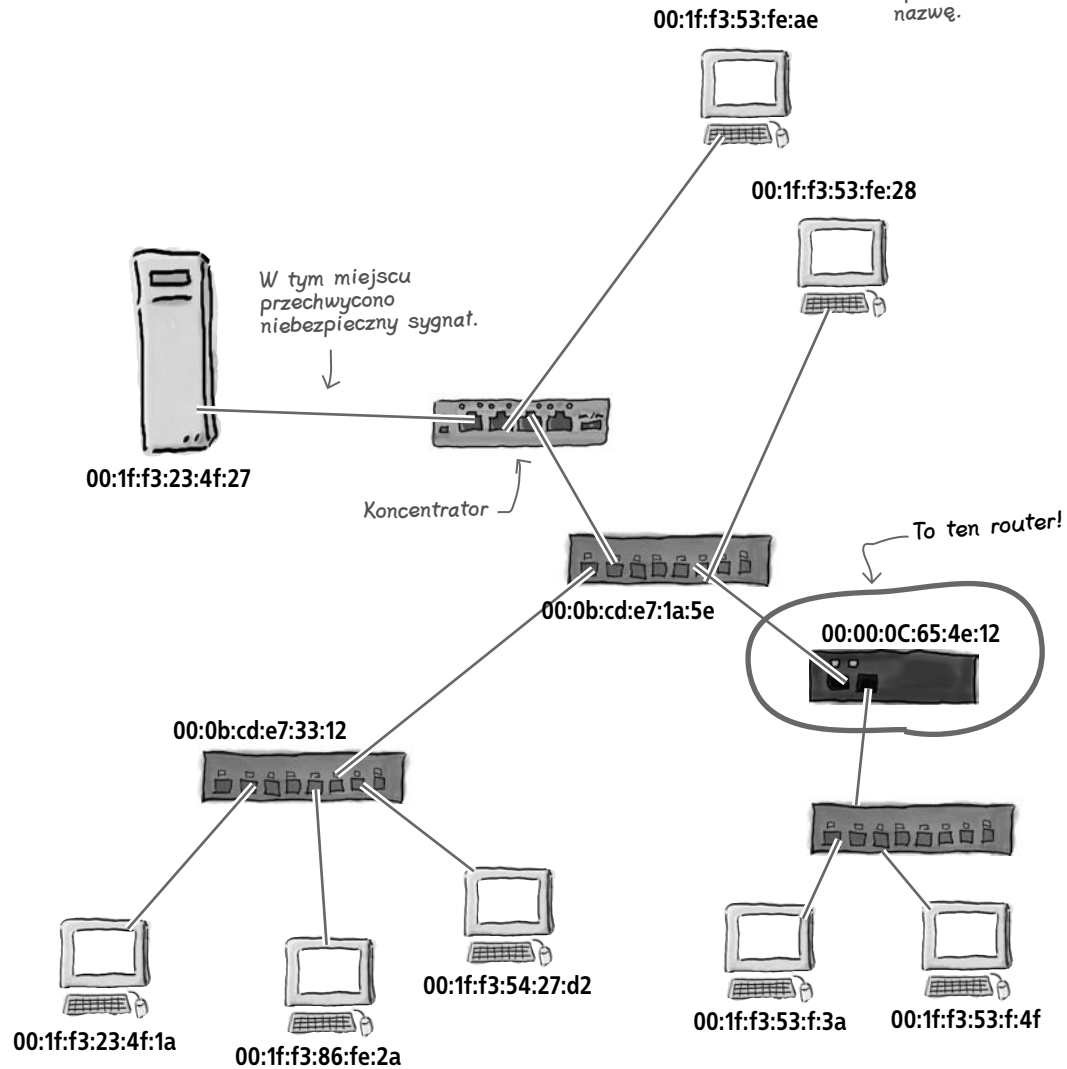 nazwę.
00:1f:f3:53:fe:ae
00:1f:f3:53:fe:28
W tym miejscu
przechwycono
niebezpieczny sygnał.
00:1f:f3:23:4f:27
Koncentrator
To ten router!
00:0b:cd:e7:1a:5e
00:00:0C:65:4e:12
00:0b:cd:e7:33:12
00:1f:f3:54:27:d2
00:1f:f3:53:f:3a
00:1f:f3:53:f:4f
00:1f:f3:23:4f:1a
00:1f:f3:86:fe:2a